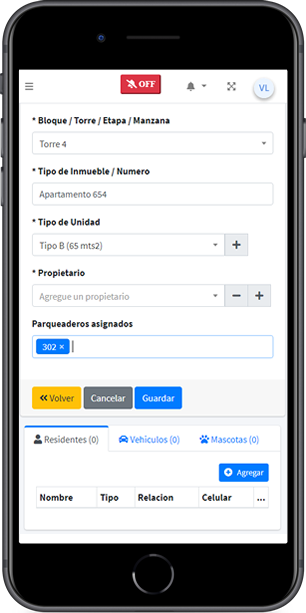 OFF
VL
* Bloque / Torre / Etapa / Manzana
Torre 4
* Tipo de Inmueble / Numero
Apartamento 654
* Tipo de Unidad
Tipo B (65 mts2)
* Propietario
Agregue un propietario
Parqueaderos asignados
302 ×
Volver Cancelar Guardar
Residentes (0) Vehículos (0) Mascotas (0)
Agregar
Nombre Tipo Relacion Celular ...